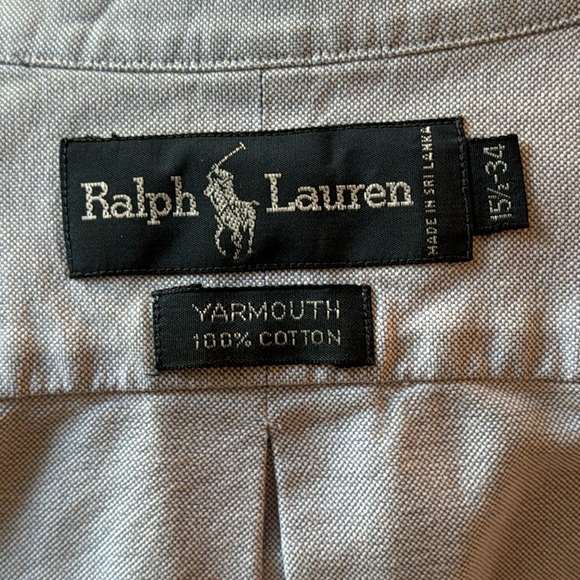 Ralph Lauren
MADE IN SRI LANKA
15½-34
YARMOUTH
100% COTTON